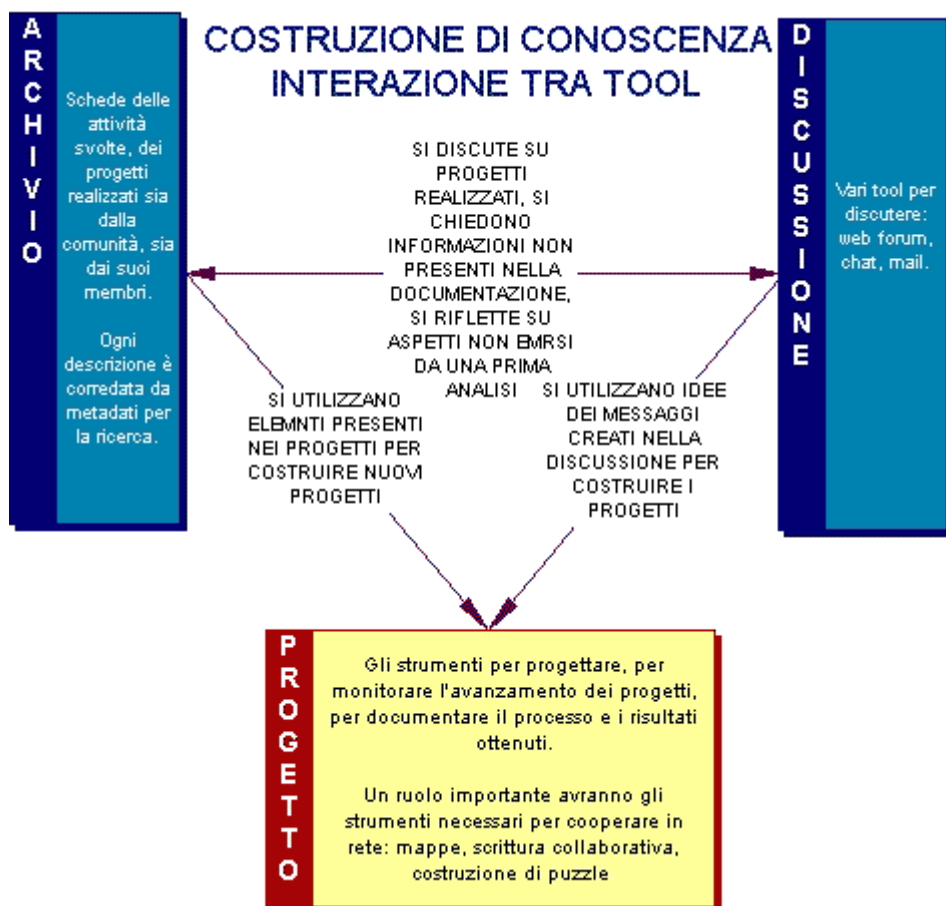 COSTRUZIONE DI CONOSCENZA
INTERAZIONE TRA TOOL
ARCHIVIO
Schede delle
attività
svolte, dei
progetti
realizzati sia
dalla
comunità, sia
dai suoi
membri.
Ogni
descrizione è
corredata da
metadati per
la ricerca.
SI DISCUTE SU
PROGETTI
REALIZZATI, SI
CHIEDONO
INFORMAZIONI NON
PRESENTI NELLA
DOCUMENTAZIONE,
SI RIFLETTE SU
ASPETTI NON EMRSI
DA UNA PRIMA
ANALISI
DISCUSSIONE
Vari tool per
discutere:
web forum,
chat, mail.
SI UTILIZZANO
ELEMNTI PRESENTI
NEI PROGETTI PER
COSTRUIRE NUOVI
PROGETTI
SI UTILIZZANO IDEE
DEI MESSAGGI
CREATI NELLA
DISCUSSIONE PER
COSTRUIRE I
PROGETTI
PROGETTO
Gli strumenti per progettare, per
monitorare l'avanzamento dei progetti,
per documentare il processo e i risultati
ottenuti.
Un ruolo importante avranno gli
strumenti necessari per cooperare in
rete: mappe, scrittura collaborativa,
costruzione di puzzle